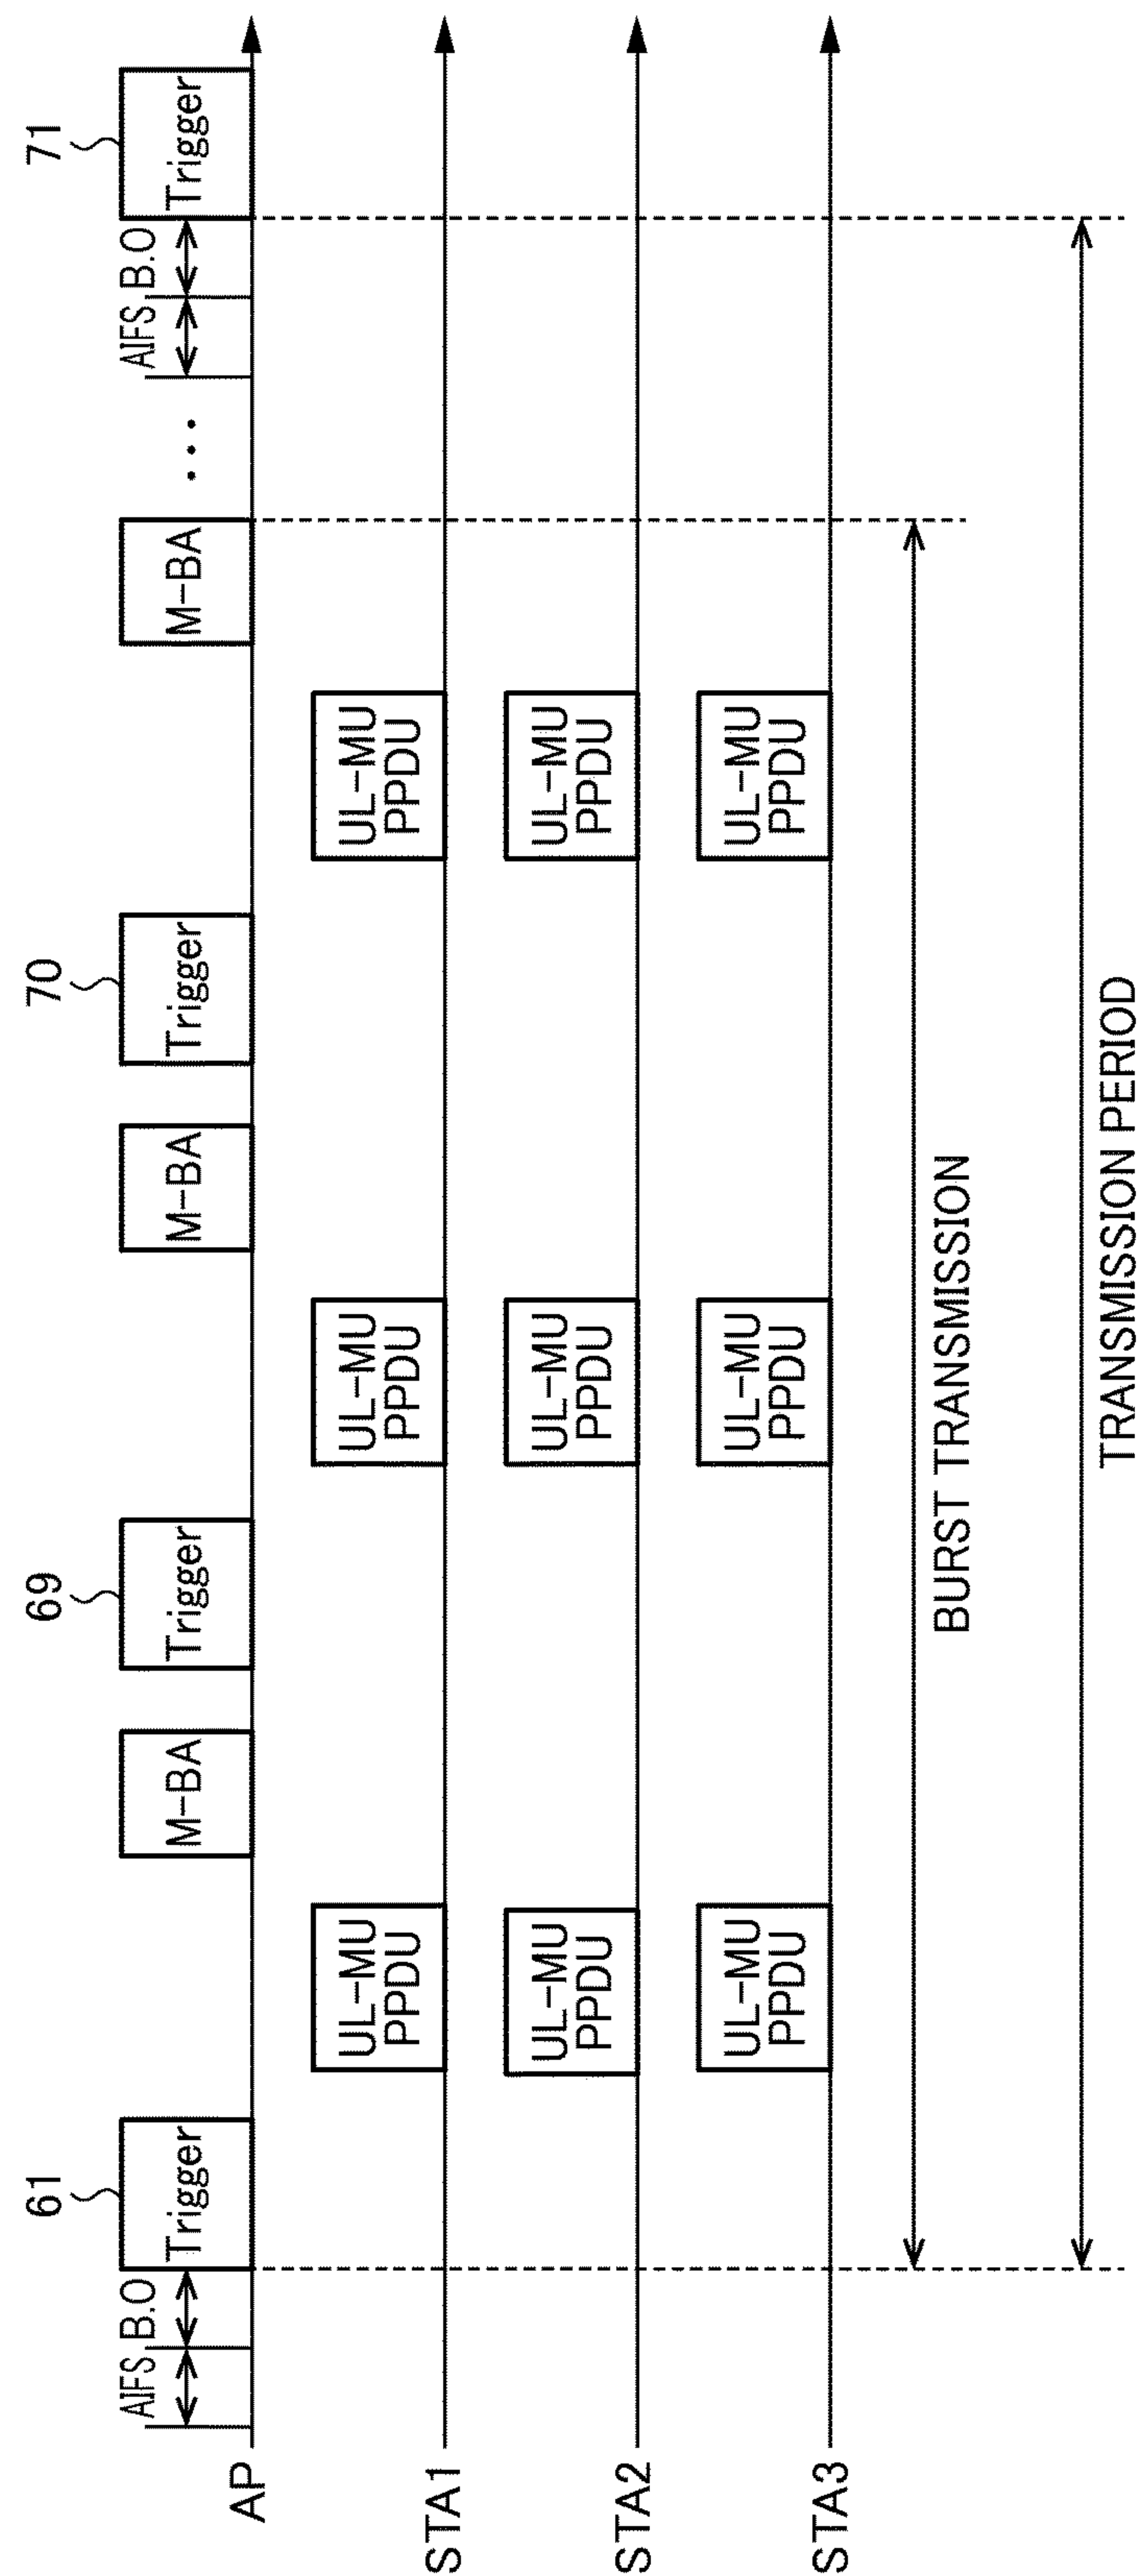 61
69
70
71
AIFS
B.O
Trigger
M-BA
Trigger
M-BA
Trigger
M-BA
...
AIFS
B.O
Trigger
AP
UL-MU
PPDU
UL-MU
PPDU
UL-MU
PPDU
STA1
UL-MU
PPDU
UL-MU
PPDU
UL-MU
PPDU
STA2
UL-MU
PPDU
UL-MU
PPDU
UL-MU
PPDU
STA3
BURST TRANSMISSION
TRANSMISSION PERIOD